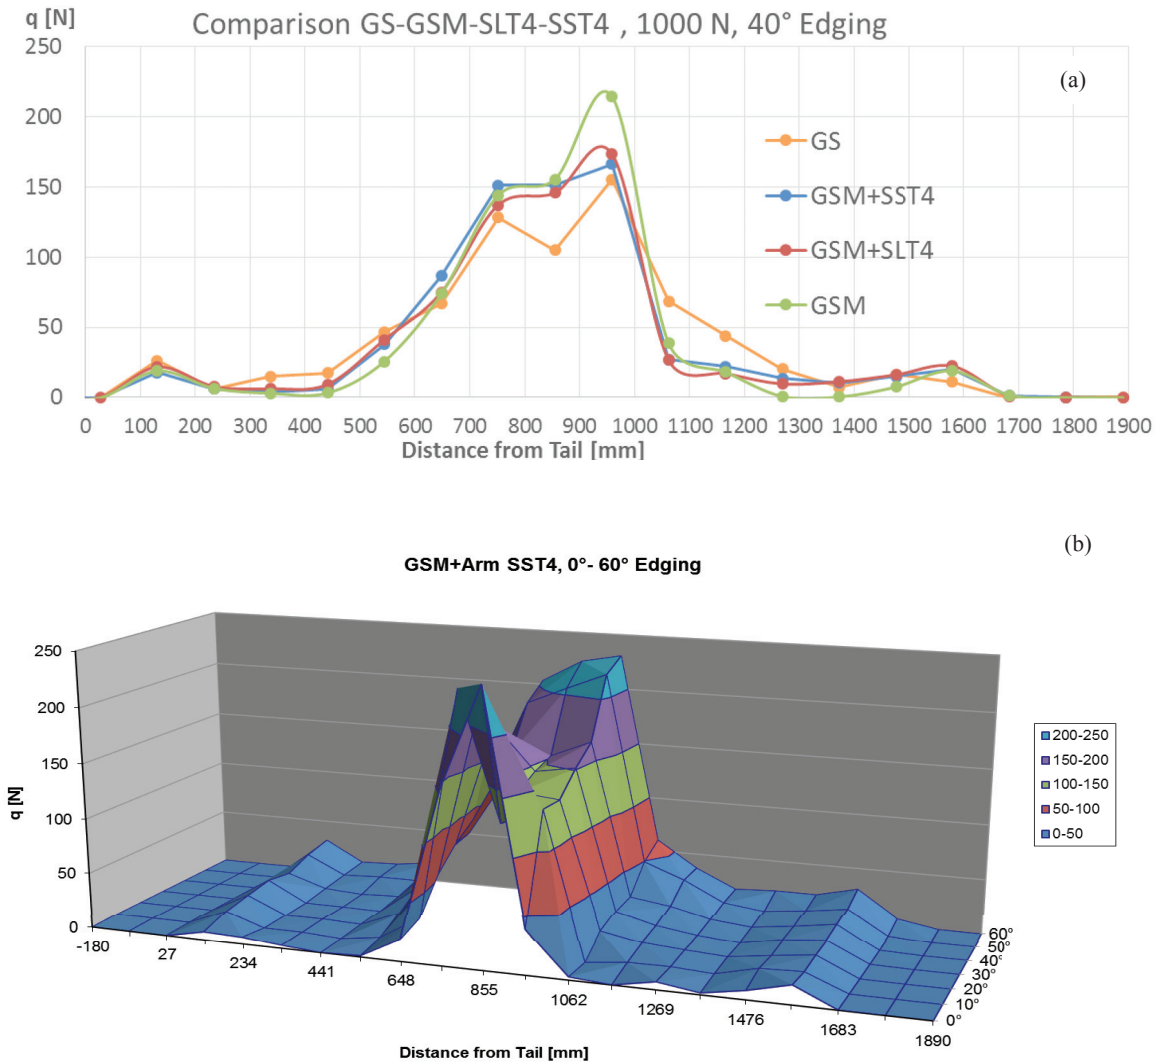 q [N]
Comparison GS-GSM-SLT4-SST4 , 1000 N, 40° Edging
(a)
250
200
150
100
50
0
GS
GSM+SST4
GSM+SLT4
GSM
0 100 200 300 400 500 600 700 800 900 1000 1100 1200 1300 1400 1500 1600 1700 1800 1900
Distance from Tail [mm]
(b)
GSM+Arm SST4, 0°- 60° Edging
q [N]
250
200
150
100
50
0
-180 27 234 441 648 855 1062 1269 1476 1683 1890
60°
50°
40°
30°
20°
10°
0°
Distance from Tail [mm]
200-250
150-200
100-150
50-100
0-50